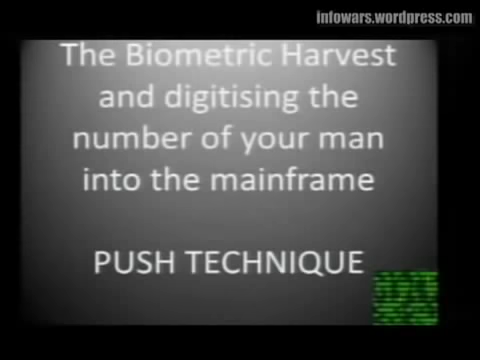 infowars.wordpress.com
The Biometric Harvest
and digitising the
number of your man
into the mainframe
PUSH TECHNIQUE